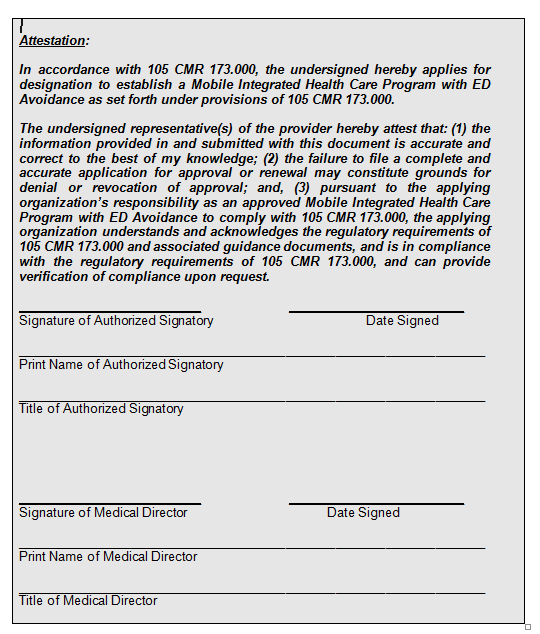 Attestation:
In accordance with 105 CMR 173.000, the undersigned hereby applies for
designation to establish a Mobile Integrated Health Care Program with ED
Avoidance as set forth under provisions of 105 CMR 173.000.
The undersigned representative(s) of the provider hereby attest that: (1) the
information provided in and submitted with this document is accurate and
correct to the best of my knowledge; (2) the failure to file a complete and
accurate application for approval or renewal may constitute grounds for
denial or revocation of approval; and, (3) pursuant to the applying
organization's responsibility as an approved Mobile Integrated Health Care
Program with ED Avoidance to comply with 105 CMR 173.000, the applying
organization understands and acknowledges the regulatory requirements of
105 CMR 173.000 and associated guidance documents, and is in compliance
with the regulatory requirements of 105 CMR 173.000, and can provide
verification of compliance upon request.
Signature of Authorized Signatory Date Signed
Print Name of Authorized Signatory
Title of Authorized Signatory
Signature of Medical Director Date Signed
Print Name of Medical Director
Title of Medical Director